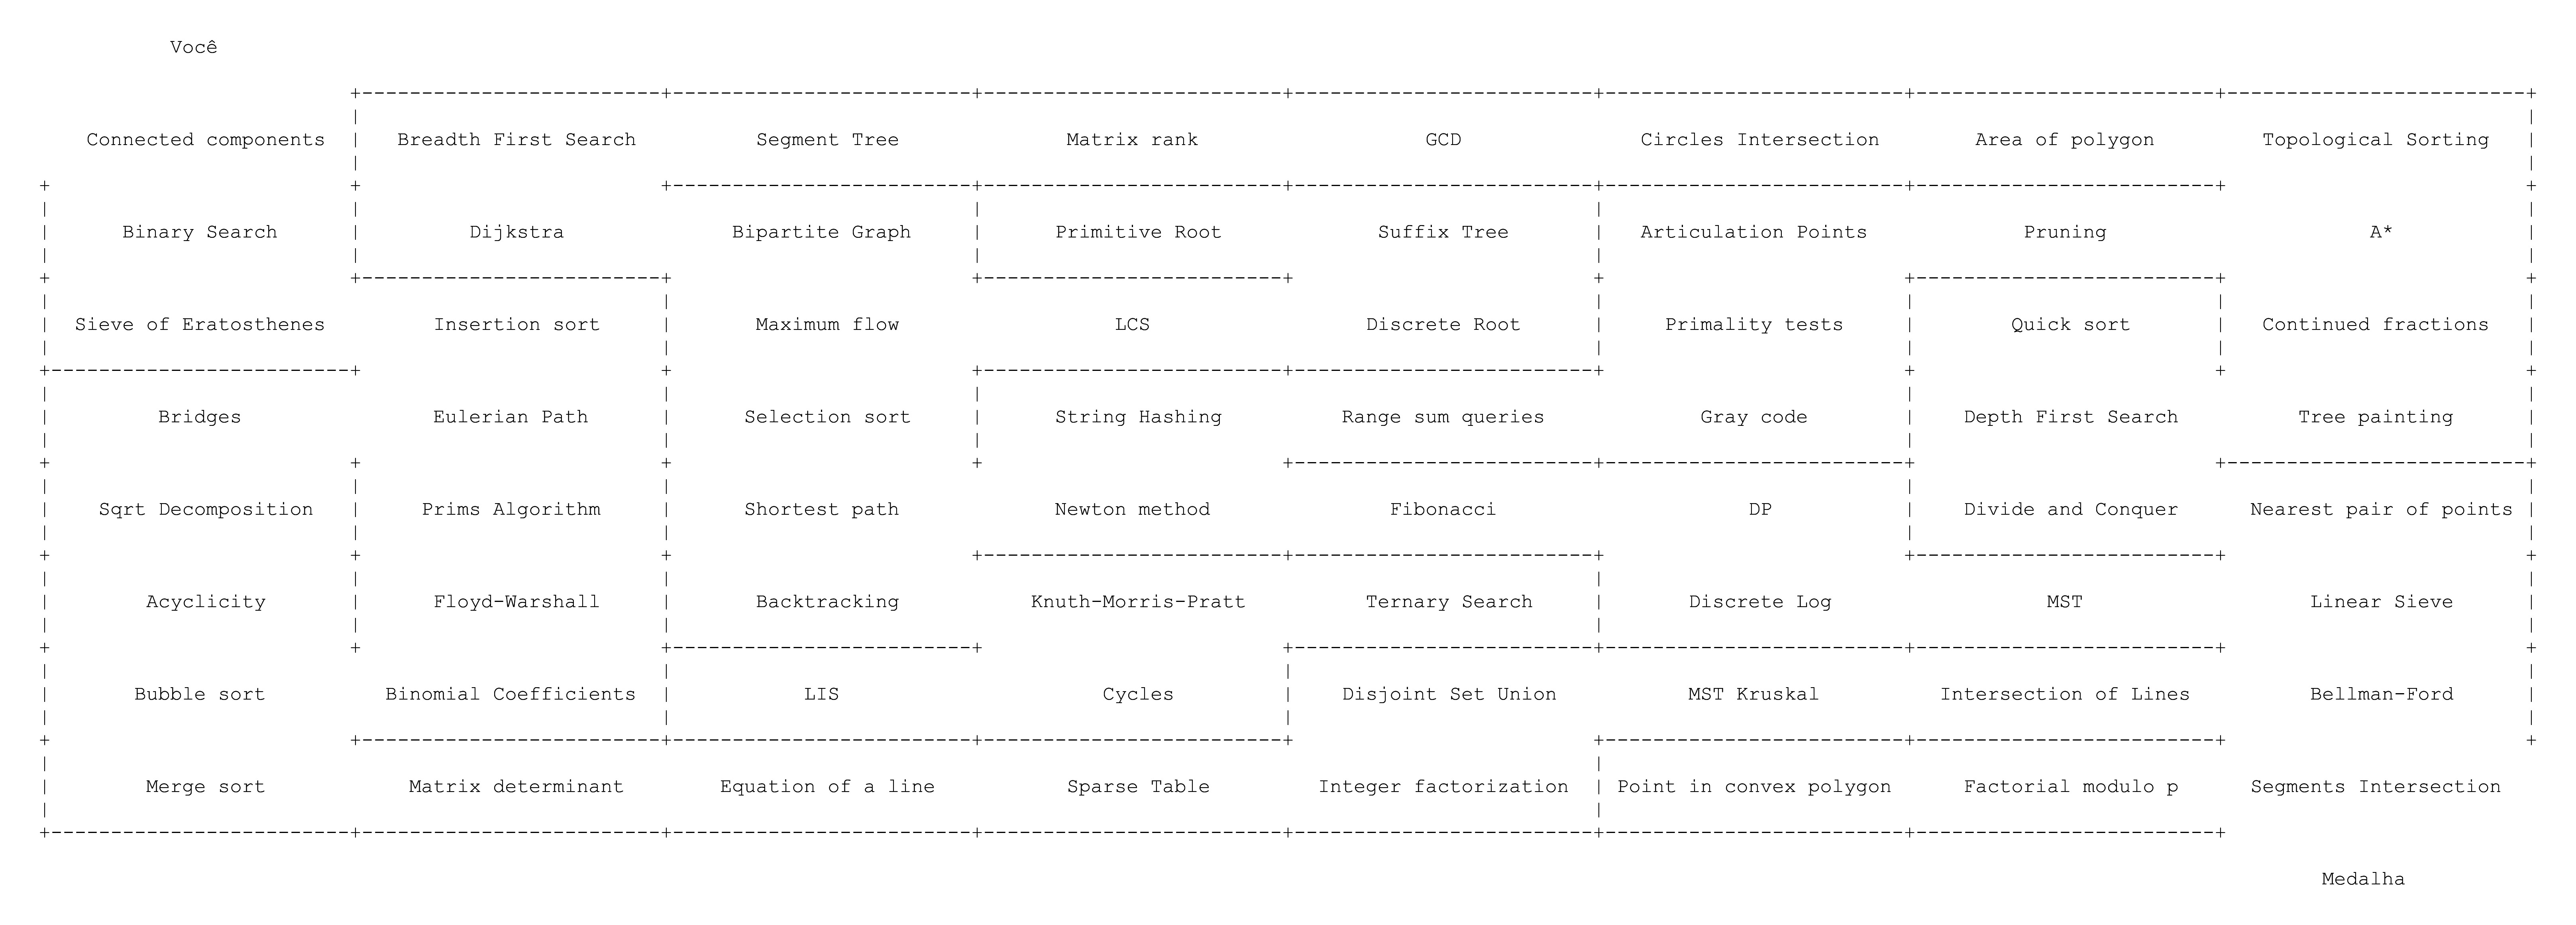 Você
Connected components Breadth First Search Segment Tree Matrix rank GCD Circles Intersection Area of polygon Topological Sorting
Binary Search Dijkstra Bipartite Graph Primitive Root Suffix Tree Articulation Points Pruning A*
Sieve of Eratosthenes Insertion sort Maximum flow LCS Discrete Root Primality tests Quick sort Continued fractions
Bridges Eulerian Path Selection sort String Hashing Range sum queries Gray code Depth First Search Tree painting
Sqrt Decomposition Prims Algorithm Shortest path Newton method Fibonacci DP Divide and Conquer Nearest pair of points
Acyclicity Floyd-Warshall Backtracking Knuth-Morris-Pratt Ternary Search Discrete Log MST Linear Sieve
Bubble sort Binomial Coefficients LIS Cycles Disjoint Set Union MST Kruskal Intersection of Lines Bellman-Ford
Merge sort Matrix determinant Equation of a line Sparse Table Integer factorization Point in convex polygon Factorial modulo p Segments Intersection
Medalha